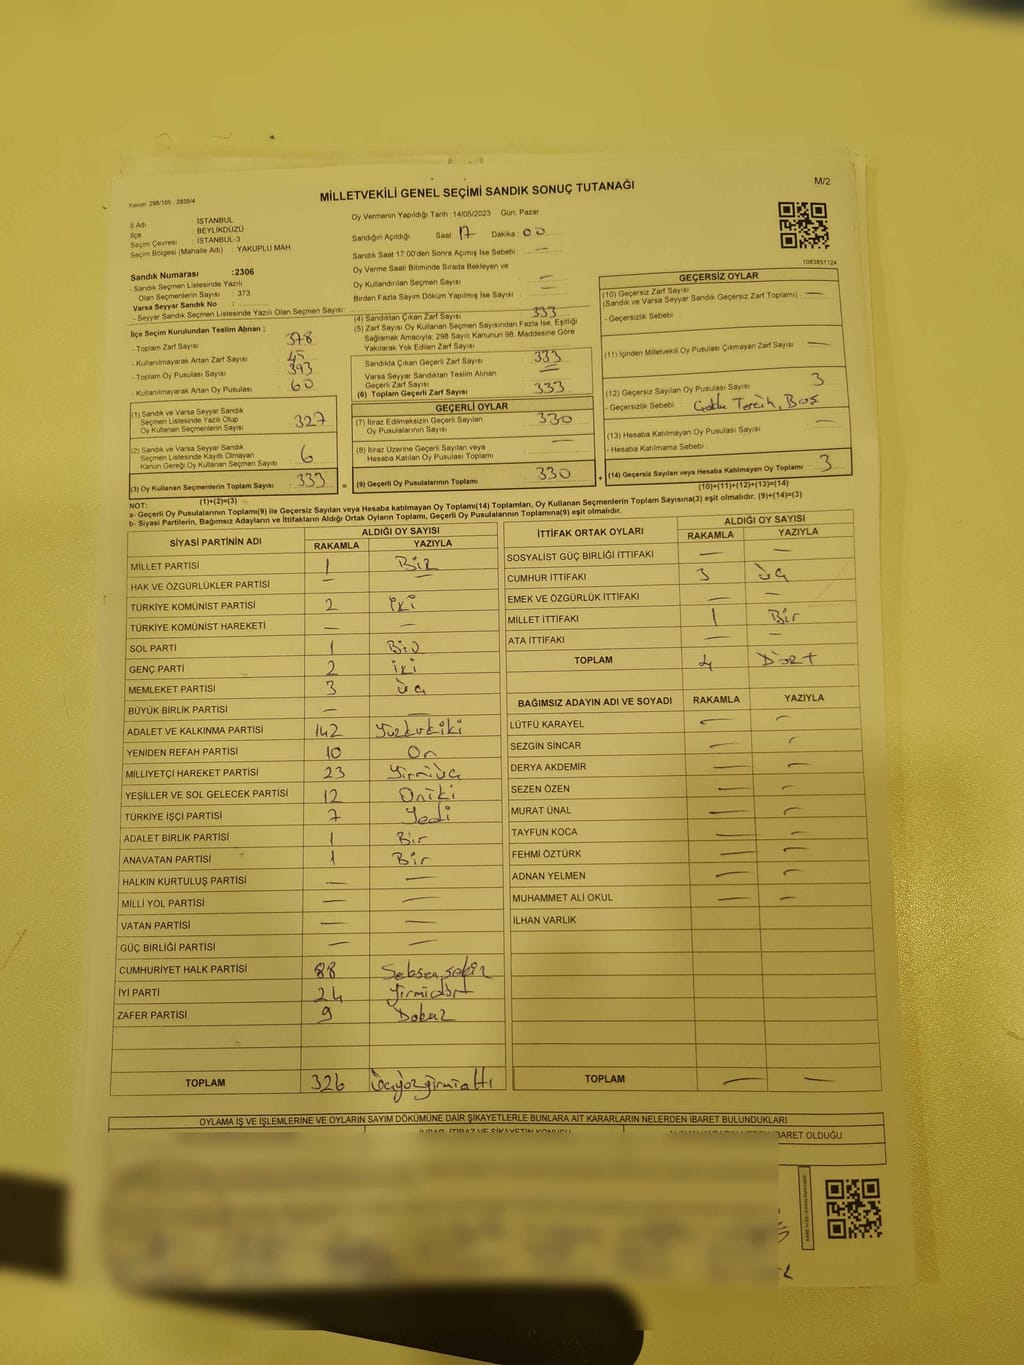 MİLLETVEKİLİ GENEL SEÇİMİ SANDIK SONUÇ TUTANAĞI
M/2
Kanun: 298/105 . 2839/4
İl Adı : İSTANBUL
İlçe : BEYLİKDÜZÜ
Seçim Çevresi : İSTANBUL-3
Seçim Bölgesi (Mahalle Adı) : YAKUPLU MAH
Sandık Numarası :2306
- Sandık Seçmen Listesinde Yazılı
Olan Seçmenlerin Sayısı : 373
Varsa Seyyar Sandık No :
- Seyyar Sandık Seçmen Listesinde Yazılı Olan Seçmen Sayısı:
Oy Vermenin Yapıldığı Tarih :14/05/2023 Gün: Pazar
Sandığın Açıldığı Saat: 17 Dakika: 00
Sandık Saat 17:00'den Sonra Açılmış İse Sebebi : —
Oy Verme Saati Bitiminde Sırada Bekleyen ve
Oy Kullandırılan Seçmen Sayısı : —
Birden Fazla Sayım Döküm Yapılmış İse Sayısı : —
1083851124
İlçe Seçim Kurulundan Teslim Alınan ;
- Toplam Zarf Sayısı : 378
- Kullanılmayarak Artan Zarf Sayısı : 45
- Toplam Oy Pusulası Sayısı : 393
- Kullanılmayarak Artan Oy Pusulası : 60
(1) Sandık ve Varsa Seyyar Sandık
Seçmen Listesinde Yazılı Olup
Oy Kullanan Seçmenlerin Sayısı : 327
(2) Sandık ve Varsa Seyyar Sandık
Seçmen Listesinde Kayıtlı Olmayan
Kanun Gereği Oy Kullanan Seçmen Sayısı : 6
(3) Oy Kullanan Seçmenlerin Toplam Sayısı : 333
(1)+(2)=(3)
(4) Sandıktan Çıkan Zarf Sayısı : 333
(5) Zarf Sayısı Oy Kullanan Seçmen Sayısından Fazla İse, Eşitliği
Sağlamak Amacıyla; 298 Sayılı Kanunun 98. Maddesine Göre
Yakılarak Yok Edilen Zarf Sayısı :
Sandıkta Çıkan Geçerli Zarf Sayısı : 333
Varsa Seyyar Sandıktan Teslim Alınan
Geçerli Zarf Sayısı : —
(6) Toplam Geçerli Zarf Sayısı : 333
GEÇERLİ OYLAR
(7) İtiraz Edilmeksizin Geçerli Sayılan
Oy Pusulalarının Sayısı : 330
(8) İtiraz Üzerine Geçerli Sayılan veya
Hesaba Katılan Oy Pusulası Toplamı : —
= (9) Geçerli Oy Pusulalarının Toplamı : 330
GEÇERSİZ OYLAR
(10) Geçersiz Zarf Sayısı
(Sandık ve Varsa Seyyar Sandık Geçersiz Zarf Toplamı) : —
- Geçersizlik Sebebi :
(11) İçinden Milletvekili Oy Pusulası Çıkmayan Zarf Sayısı : —
(12) Geçersiz Sayılan Oy Pusulası Sayısı : 3
- Geçersizlik Sebebi : Çoklu Tercih, Boş
(13) Hesaba Katılmayan Oy Pusulası Sayısı : —
- Hesaba Katılmama Sebebi :
+ (14) Geçersiz Sayılan veya Hesaba Katılmayan Oy Toplamı : 3
(10)+(11)+(12)+(13)=(14)
NOT:
a- Geçerli Oy Pusulalarının Toplamı(9) ile Geçersiz Sayılan veya Hesaba katılmayan Oy Toplamı(14) Toplamları, Oy Kullanan Seçmenlerin Toplam Sayısına(3) eşit olmalıdır. (9)+(14)=(3)
b- Siyasi Partilerin, Bağımsız Adayların ve İttifakların Aldığı Ortak Oyların Toplamı, Geçerli Oy Pusulalarının Toplamına(9) eşit olmalıdır.
SİYASİ PARTİNİN ADI ALDIĞI OY SAYISI
RAKAMLA YAZIYLA
MİLLET PARTİSİ 1 Bir
HAK VE ÖZGÜRLÜKLER PARTİSİ — —
TÜRKİYE KOMÜNİST PARTİSİ 2 iki
TÜRKİYE KOMÜNİST HAREKETİ — —
SOL PARTİ 1 Bir
GENÇ PARTİ 2 iki
MEMLEKET PARTİSİ 3 üç
BÜYÜK BİRLİK PARTİSİ — —
ADALET VE KALKINMA PARTİSİ 142 Yüzkırkiki
YENİDEN REFAH PARTİSİ 10 On
MİLLİYETÇİ HAREKET PARTİSİ 23 Yirmiüç
YEŞİLLER VE SOL GELECEK PARTİSİ 12 Oniki
TÜRKİYE İŞÇİ PARTİSİ 7 Yedi
ADALET BİRLİK PARTİSİ 1 Bir
ANAVATAN PARTİSİ 1 Bir
HALKIN KURTULUŞ PARTİSİ — —
MİLLİ YOL PARTİSİ — —
VATAN PARTİSİ — —
GÜÇ BİRLİĞİ PARTİSİ — —
CUMHURİYET HALK PARTİSİ 88 Seksensekiz
İYİ PARTİ 24 Yirmidört
ZAFER PARTİSİ 9 Dokuz
TOPLAM 326 Üçyüzyirmialtı
İTTİFAK ORTAK OYLARI ALDIĞI OY SAYISI
RAKAMLA YAZIYLA
SOSYALİST GÜÇ BİRLİĞİ İTTİFAKI — —
CUMHUR İTTİFAKI 3 üç
EMEK VE ÖZGÜRLÜK İTTİFAKI — —
MİLLET İTTİFAKI 1 Bir
ATA İTTİFAKI — —
TOPLAM 4 Dört
BAĞIMSIZ ADAYIN ADI VE SOYADI RAKAMLA YAZIYLA
LÜTFÜ KARAYEL — —
SEZGİN SİNCAR — —
DERYA AKDEMİR — —
SEZEN ÖZEN — —
MURAT ÜNAL — —
TAYFUN KOCA — —
FEHMİ ÖZTÜRK — —
ADNAN YELMEN — —
MUHAMMET ALİ OKUL — —
İLHAN VARLIK
TOPLAM — —
OYLAMA İŞ VE İŞLEMLERİNE VE OYLARIN SAYIM DÖKÜMÜNE DAİR ŞİKAYETLERLE BUNLARA AİT KARARLARIN NELERDEN İBARET BULUNDUKLARI
İBARET OLDUĞU